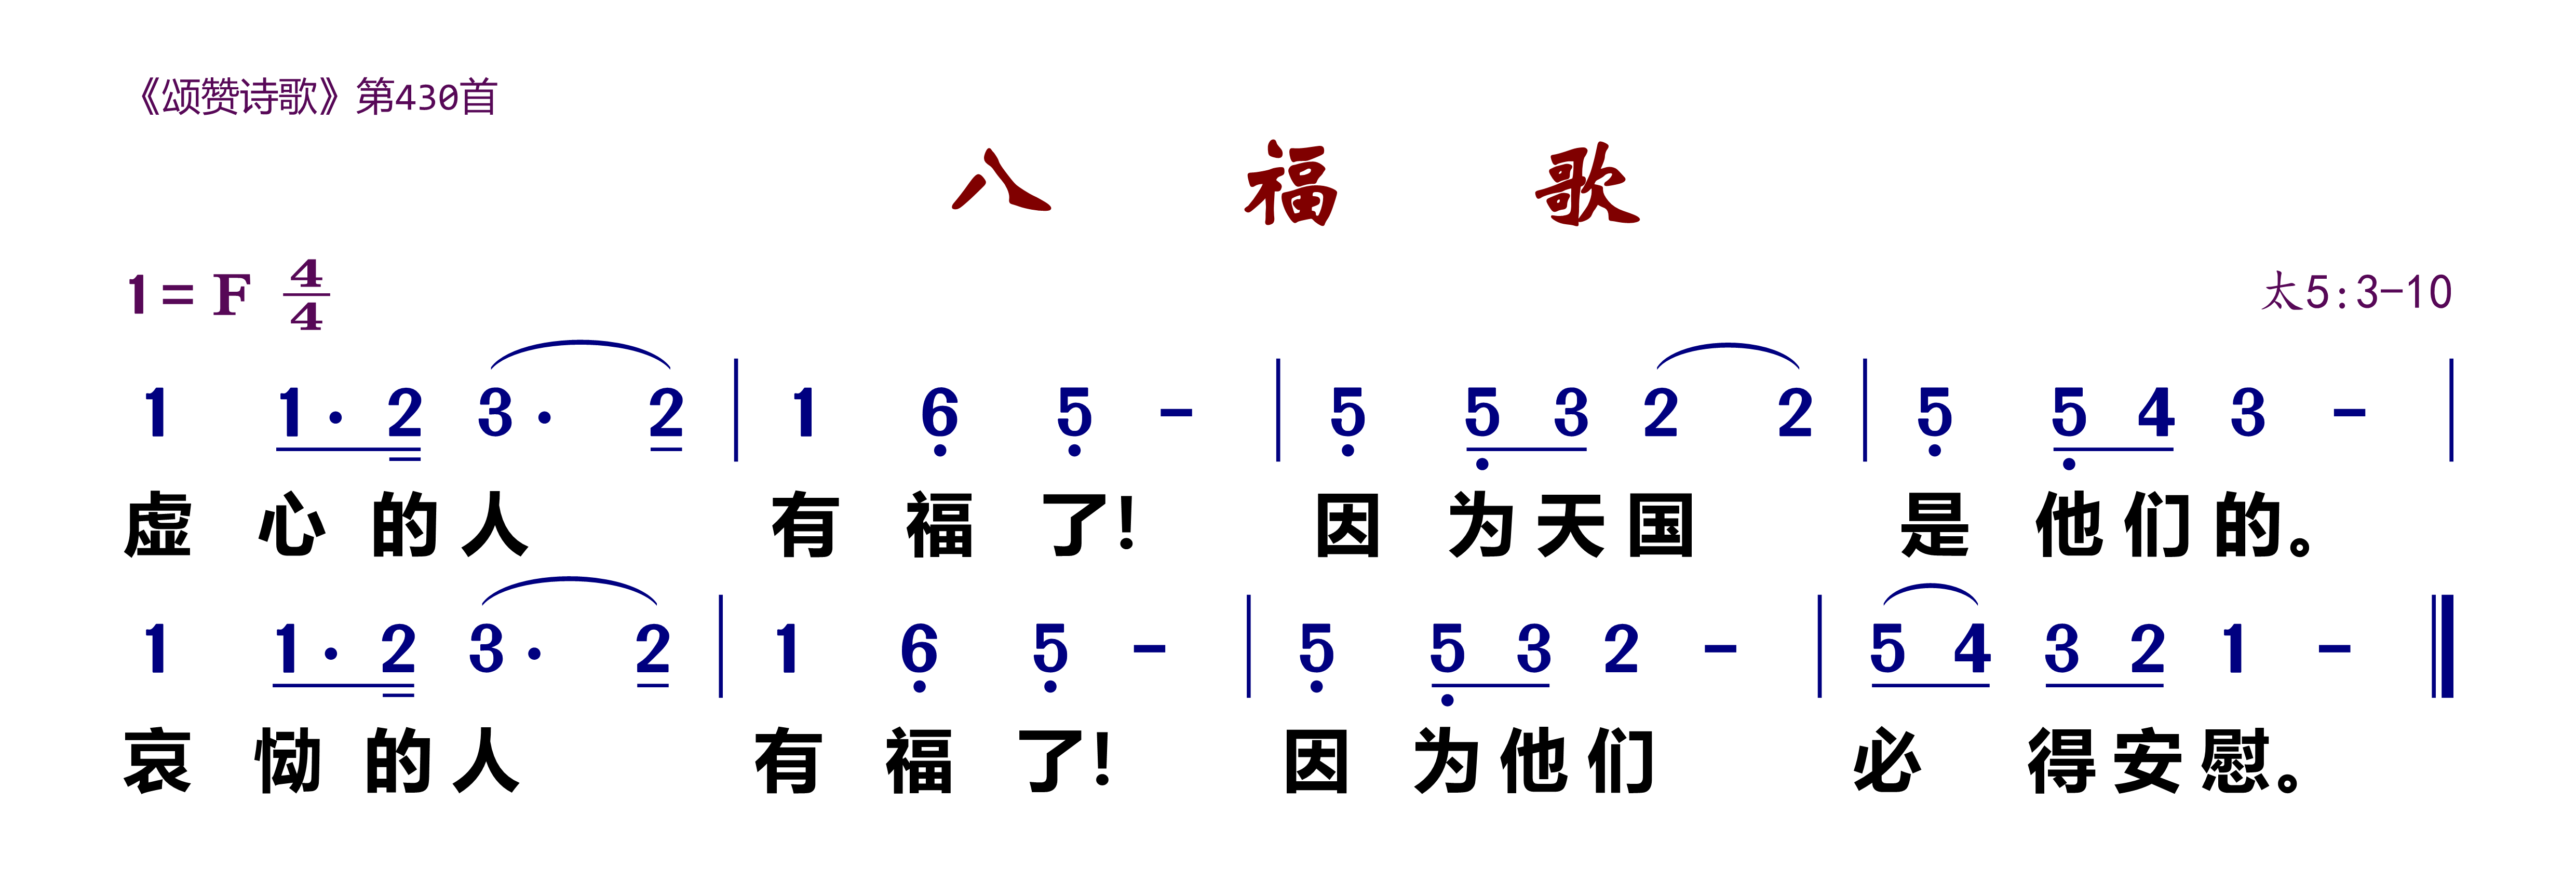 《颂赞诗歌》第430首
八 福 歌
1= F 4/4
太5:3-10
1 1· 2 3· 2 | 1 6 5 - | 5 5 3 2 2 | 5 5 4 3 - |
虚 心 的 人 有 福 了! 因 为 天 国 是 他 们 的。
1 1· 2 3· 2 | 1 6 5 - | 5 5 3 2 - | 5 4 3 2 1 - ‖
哀 恸 的 人 有 福 了! 因 为 他 们 必 得 安 慰。